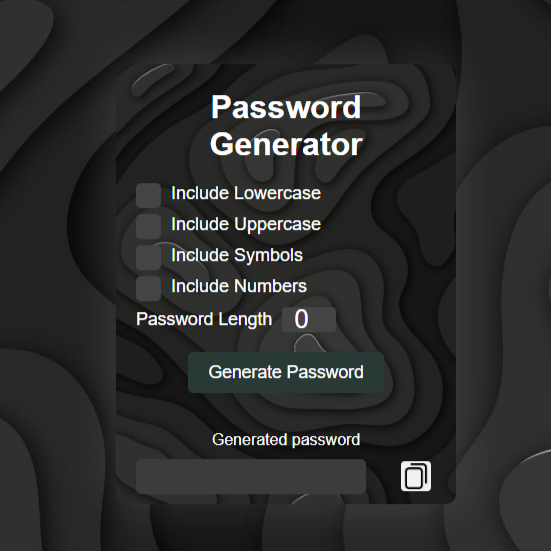 Password
Generator
Include Lowercase
Include Uppercase
Include Symbols
Include Numbers
Password Length 0
Generate Password
Generated password